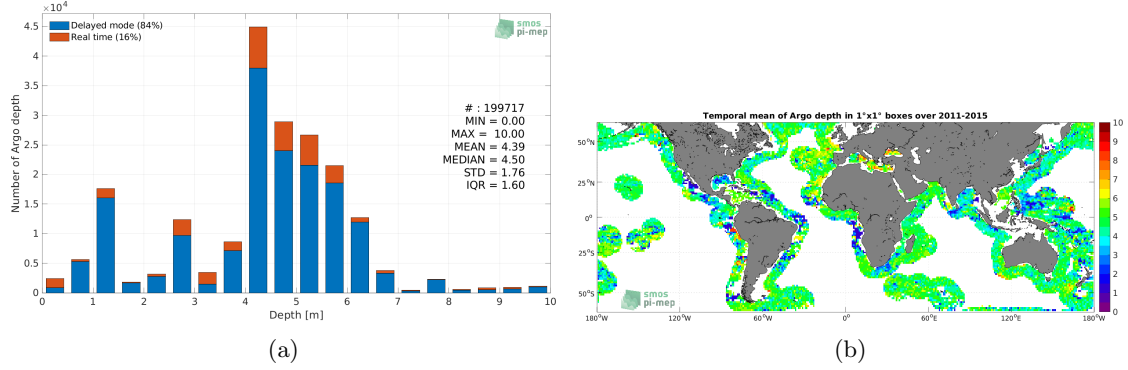 ×10⁴
4.5
4
3.5
3
2.5
2
1.5
1
0.5
0
Number of Argo depth
Delayed mode (84%)
Real time (16%)
smos
pi-mep
# : 199717
MIN = 0.00
MAX = 10.00
MEAN = 4.39
MEDIAN = 4.50
STD = 1.76
IQR = 1.60
0 1 2 3 4 5 6 7 8 9 10
Depth [m]
(a)
Temporal mean of Argo depth in 1°x1° boxes over 2011-2015
50°N
25°N
0°
25°S
50°S
smos
pi-mep
180°W 120°W 60°W 0° 60°E 120°E 180°E
10
9
8
7
6
5
4
3
2
1
0
(b)